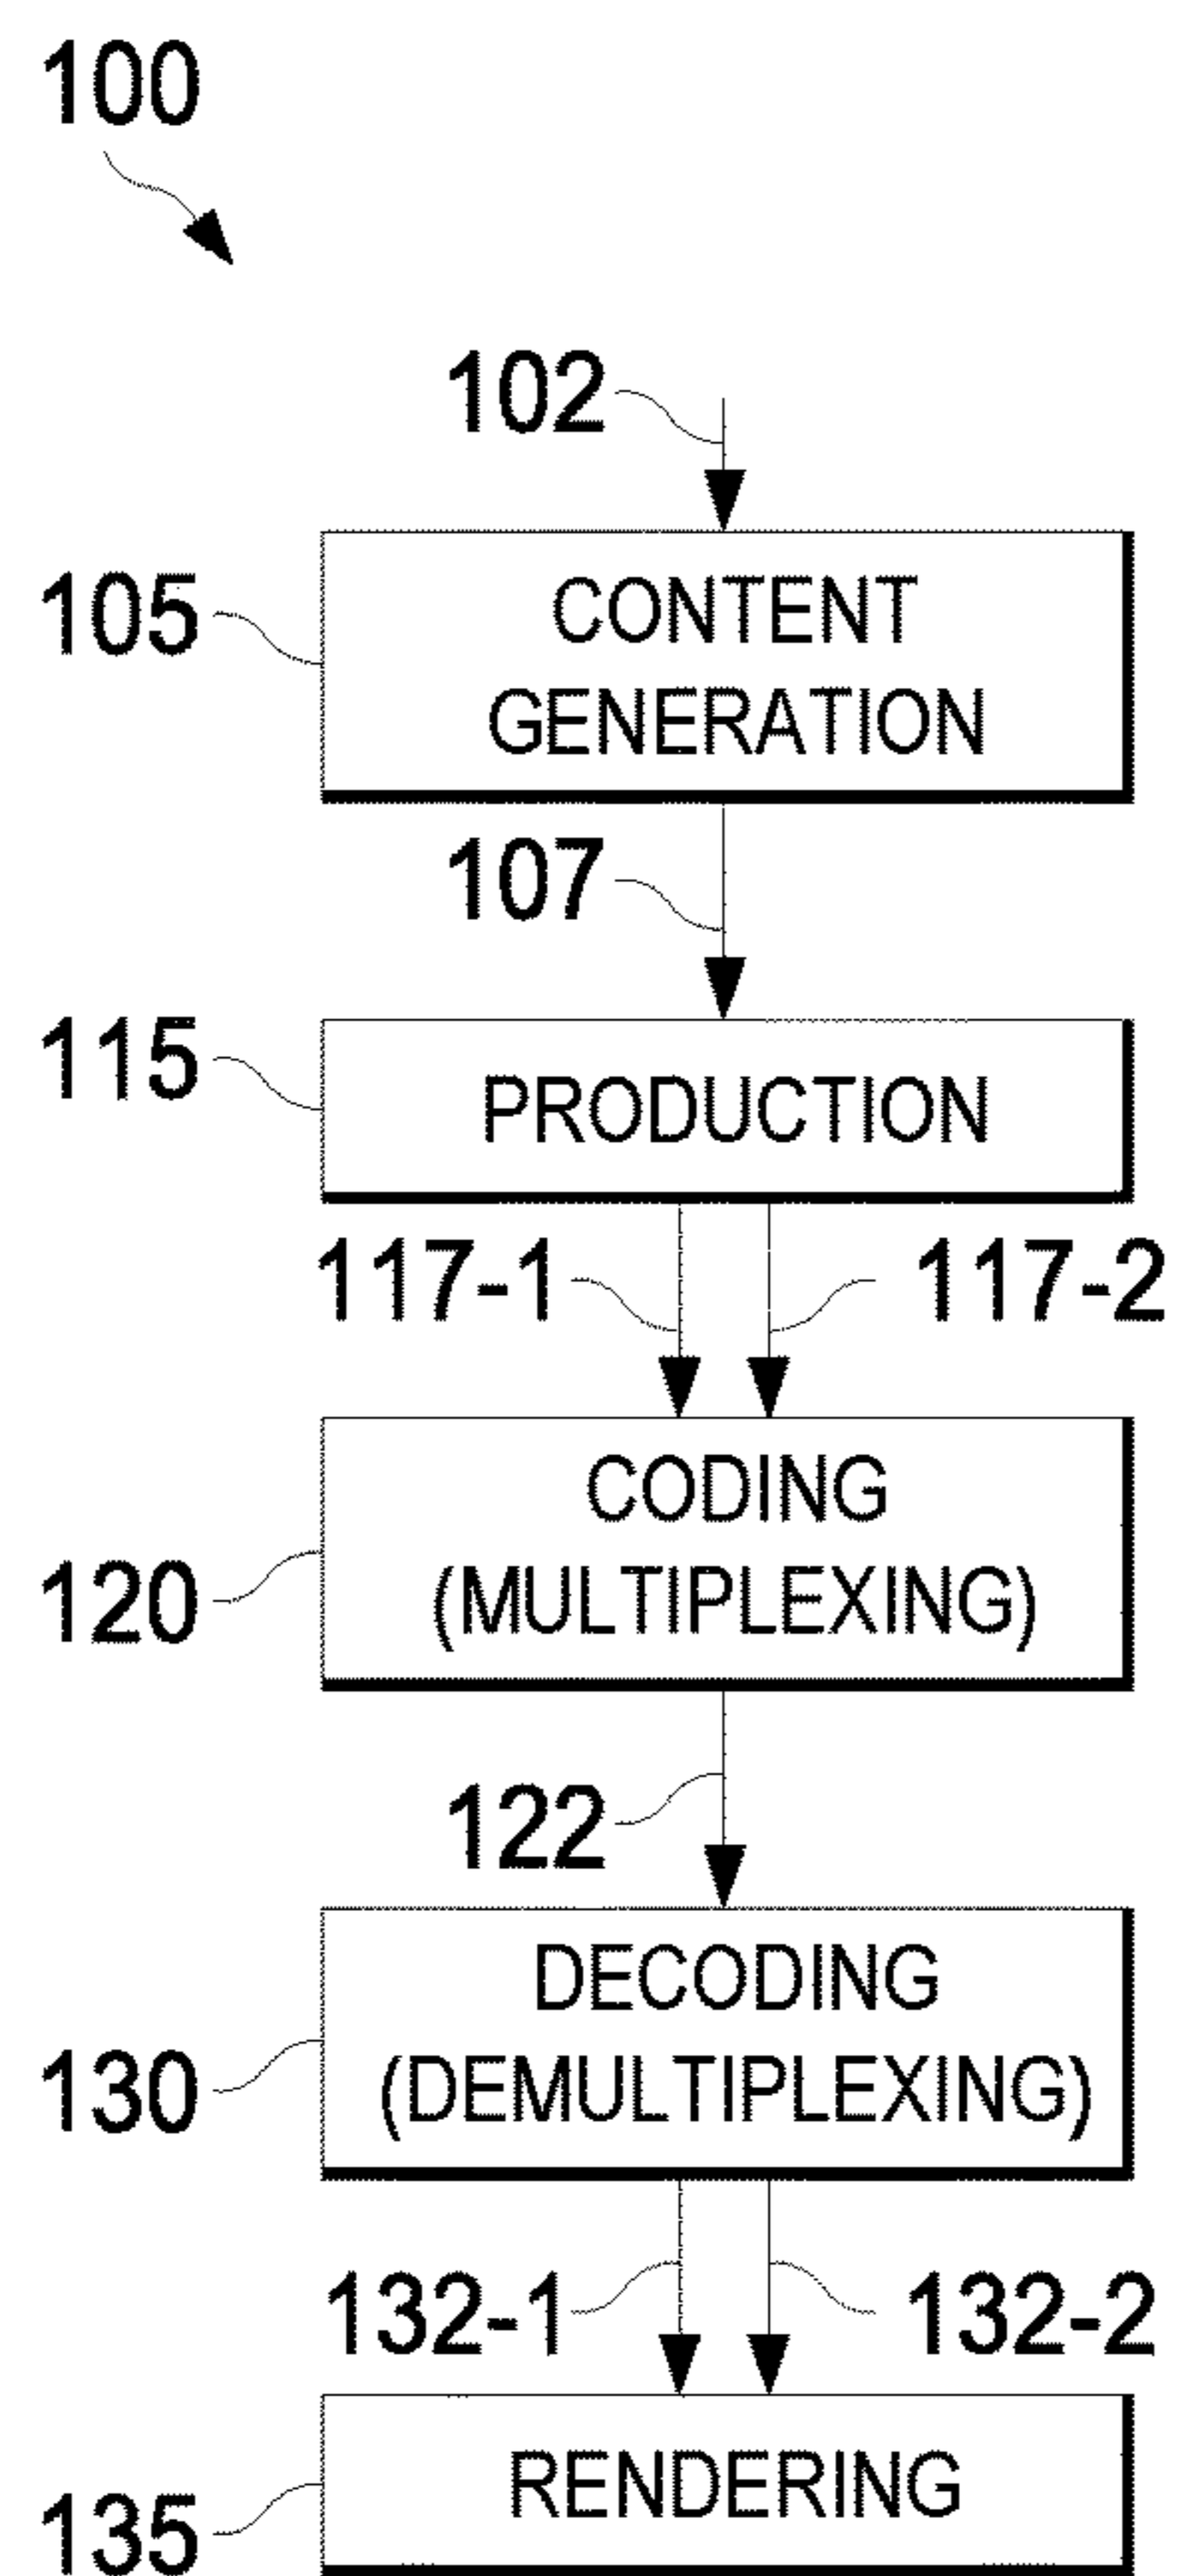 100
102
105
CONTENT
GENERATION
107
115
PRODUCTION
117-1
117-2
CODING
(MULTIPLEXING)
120
122
DECODING
(DEMULTIPLEXING)
130
132-1
132-2
RENDERING
135